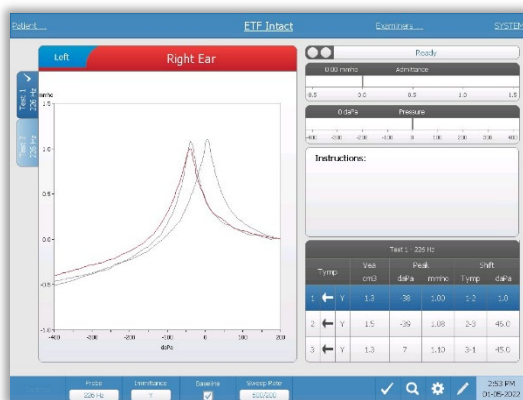 Patient ... ETF Intact Examiners ... SYSTEM
Left Right Ear
Ready
0.00 mmho Admittance
-0.5 0.0 0.5 1.0 1.5
0 daPa Pressure
-400 -300 -200 -100 0 100 200 300 400
Instructions:
Test 1
226 Hz
Test 2
226 Hz
mmho
1.5
1.0
0.5
0.0
-0.5
-1.0
-400 -300 -200 -100 0 100 200
daPa
Test 1 - 226 Hz
Tymp Vea Peak Shift
cm3 daPa mmho Tymp daPa
1 Y 1.3 -38 1.00 1-2 1.0
2 Y 1.5 -39 1.08 2-3 46.0
3 Y 1.3 7 1.10 3-1 -45.0
Probe Immittance Baseline Sweep Rate
226 Hz Y 600/200
2:53 PM
01-05-2022